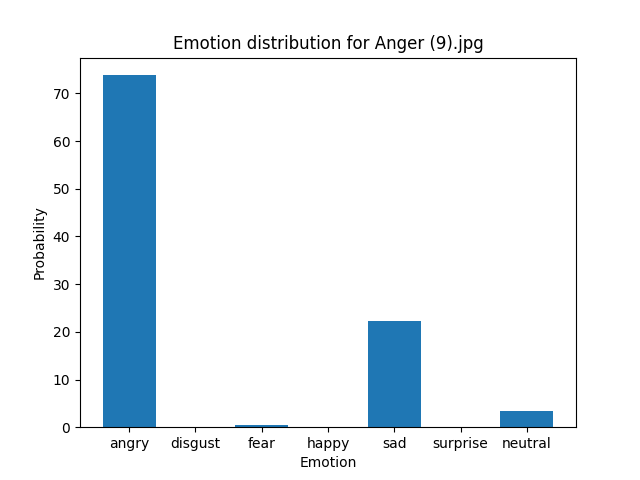 Emotion distribution for Anger (9).jpg
Probability
70
60
50
40
30
20
10
0
angry disgust fear happy sad surprise neutral
Emotion